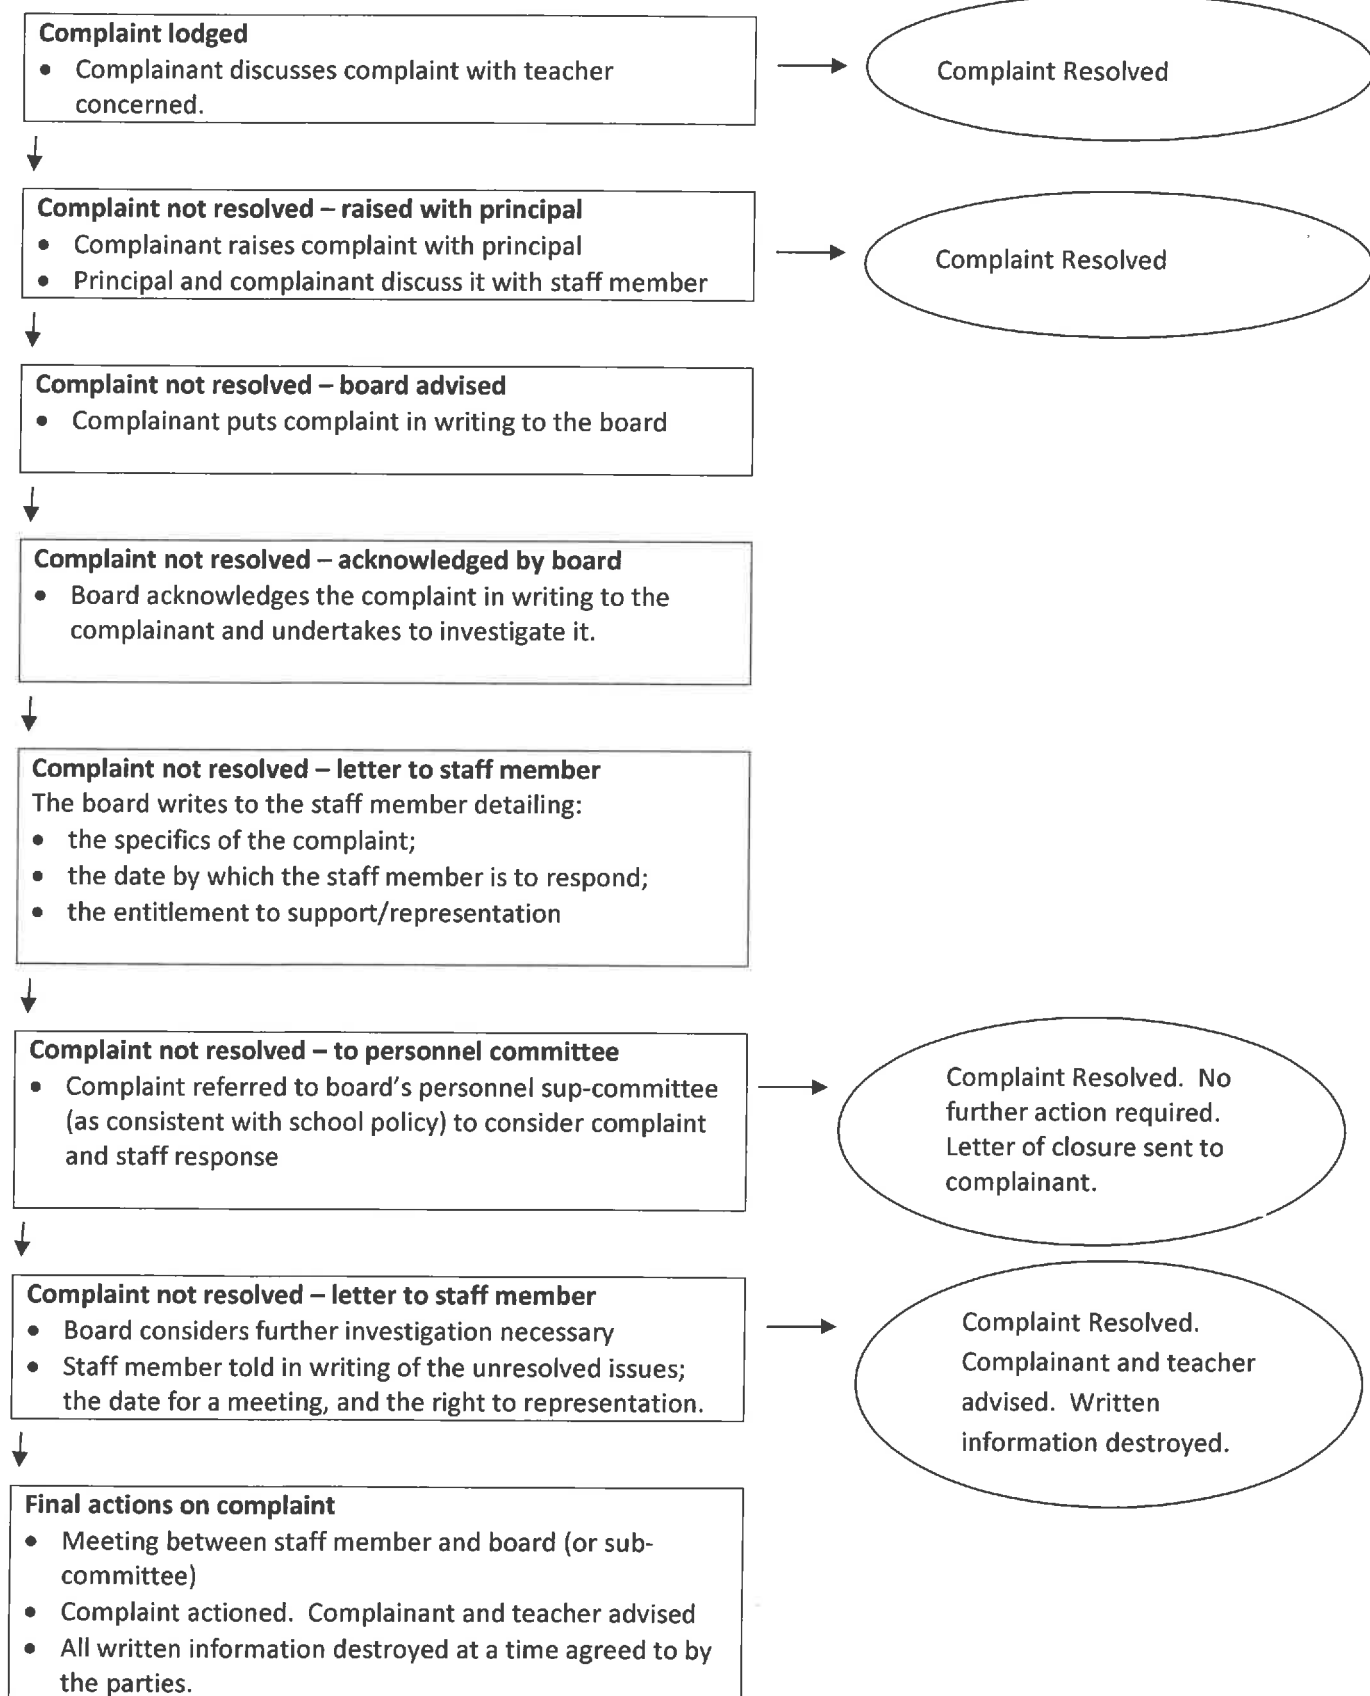 Complaint lodged
• Complainant discusses complaint with teacher
concerned.
Complaint Resolved
Complaint not resolved – raised with principal
• Complainant raises complaint with principal
• Principal and complainant discuss it with staff member
Complaint Resolved
Complaint not resolved – board advised
• Complainant puts complaint in writing to the board
Complaint not resolved – acknowledged by board
• Board acknowledges the complaint in writing to the
complainant and undertakes to investigate it.
Complaint not resolved – letter to staff member
The board writes to the staff member detailing:
• the specifics of the complaint;
• the date by which the staff member is to respond;
• the entitlement to support/representation
Complaint not resolved – to personnel committee
• Complaint referred to board's personnel sup-committee
(as consistent with school policy) to consider complaint
and staff response
Complaint Resolved. No
further action required.
Letter of closure sent to
complainant.
Complaint not resolved – letter to staff member
• Board considers further investigation necessary
• Staff member told in writing of the unresolved issues;
the date for a meeting, and the right to representation.
Complaint Resolved.
Complainant and teacher
advised. Written
information destroyed.
Final actions on complaint
• Meeting between staff member and board (or sub-
committee)
• Complaint actioned. Complainant and teacher advised
• All written information destroyed at a time agreed to by
the parties.